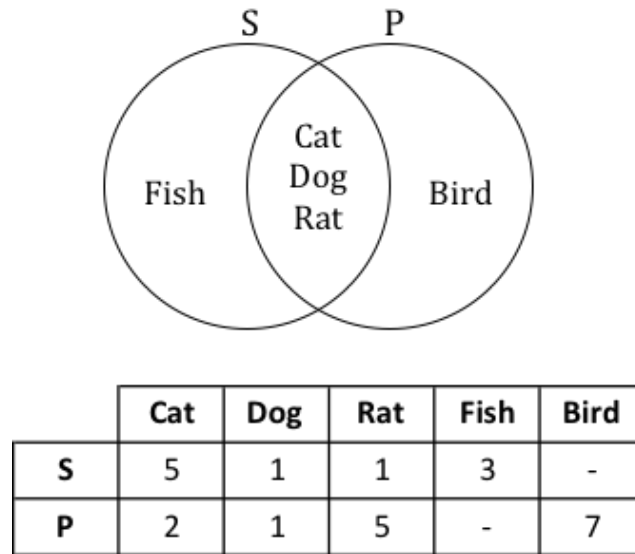 S P
Cat
Fish Dog Bird
Rat
Cat Dog Rat Fish Bird
S 5 1 1 3 -
P 2 1 5 - 7